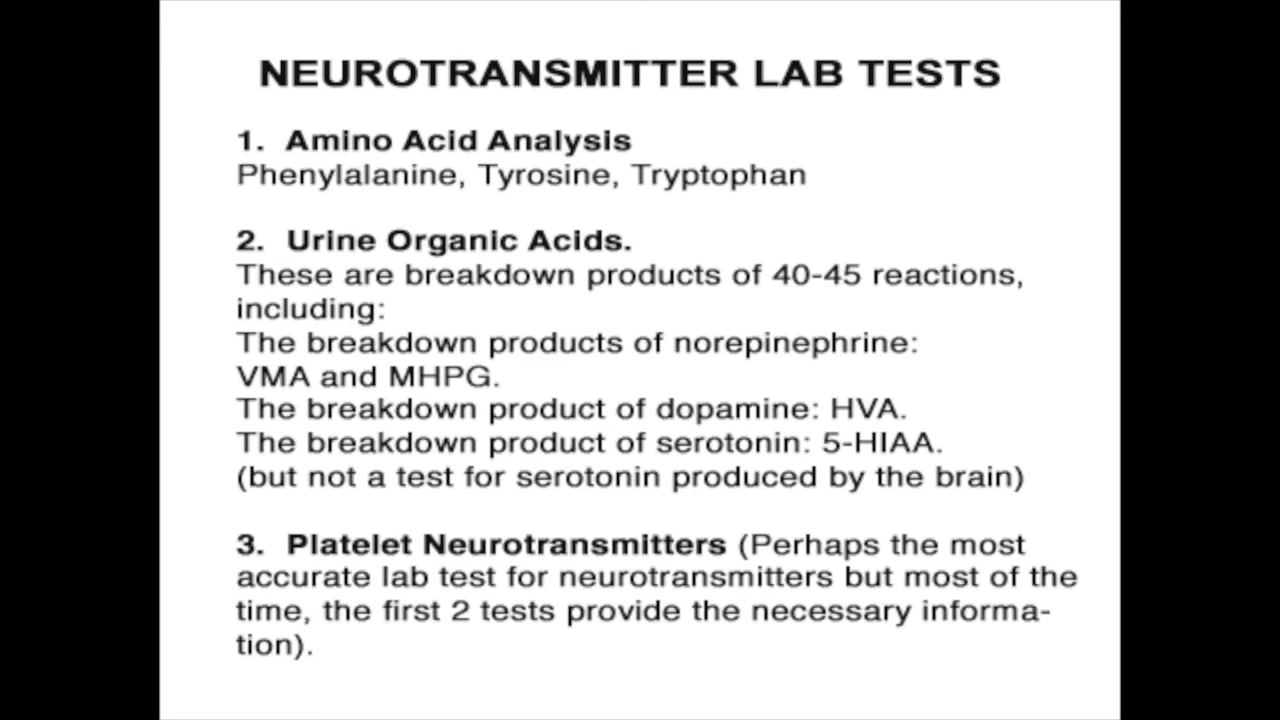 NEUROTRANSMITTER LAB TESTS
1. Amino Acid Analysis
Phenylalanine, Tyrosine, Tryptophan
2. Urine Organic Acids.
These are breakdown products of 40-45 reactions,
including:
The breakdown products of norepinephrine:
VMA and MHPG.
The breakdown product of dopamine: HVA.
The breakdown product of serotonin: 5-HIAA.
(but not a test for serotonin produced by the brain)
3. Platelet Neurotransmitters (Perhaps the most
accurate lab test for neurotransmitters but most of the
time, the first 2 tests provide the necessary informa-
tion).